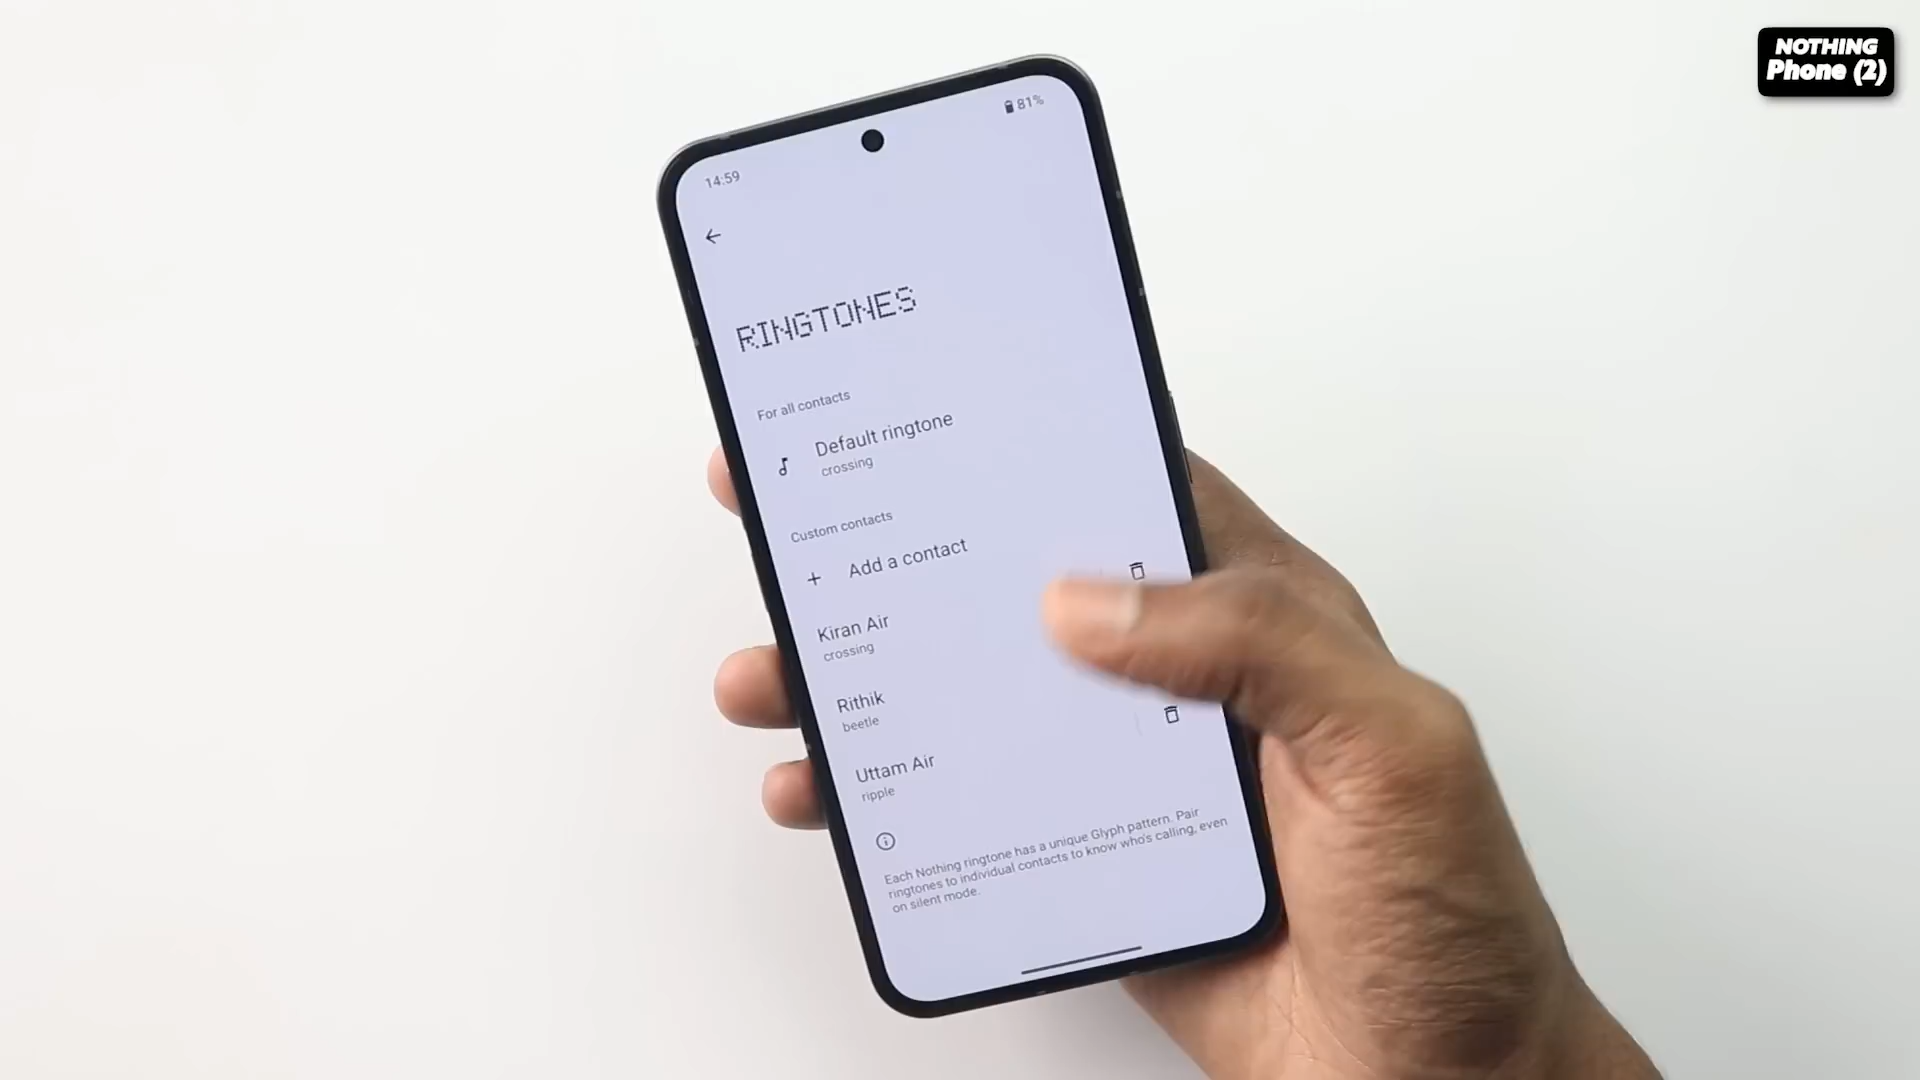 NOTHING
Phone (2)
81%
14:59
RINGTONES
For all contacts
Default ringtone
crossing
Custom contacts
Add a contact
Kiran Air
crossing
Rithik
beetle
Uttam Air
ripple
Each Nothing ringtone has a unique Glyph pattern. Pair
ringtones to individual contacts to know who's calling, even
on silent mode.